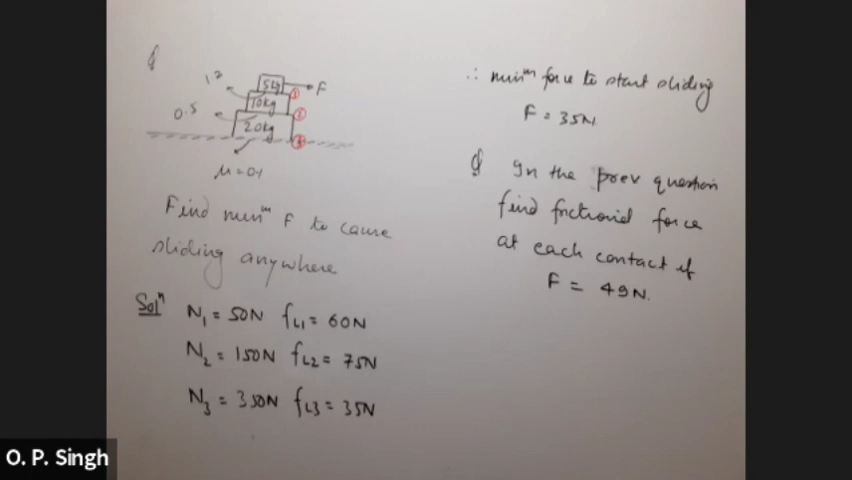 Q
1.2
5kg
F
①
10kg
0.5
20kg
μ = 0.1
Find minᵐ F to cause
sliding anywhere
Solⁿ N₁ = 50N fL₁ = 60N
N₂ = 150N fL₂ = 75N
N₃ = 350N fL₃ = 35N
∴ minᵐ force to start sliding
F = 35N
Q In the prev question
find frictional force
at each contact if
F = 49N.
O. P. Singh